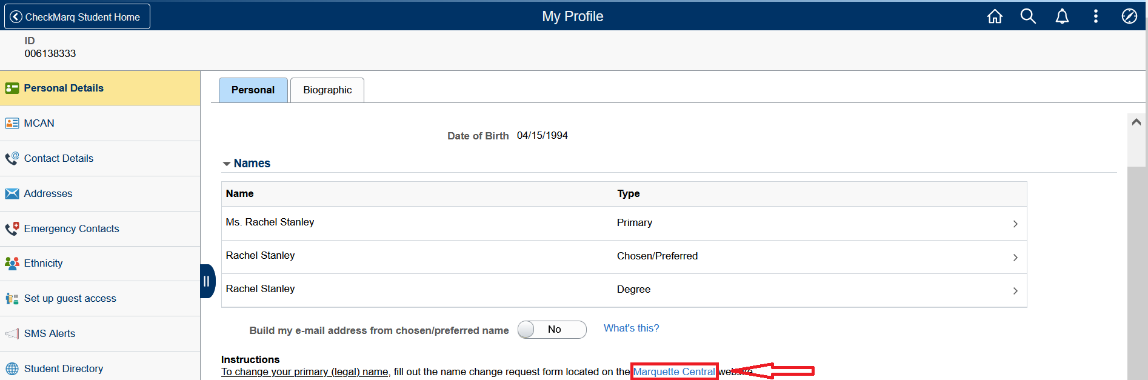 CheckMarq Student Home
My Profile
ID
006138333
Personal Details
MCAN
Contact Details
Addresses
Emergency Contacts
Ethnicity
Set up guest access
SMS Alerts
Student Directory
Personal
Biographic
Date of Birth 04/15/1994
Names
Name Type
Ms. Rachel Stanley Primary
Rachel Stanley Chosen/Preferred
Rachel Stanley Degree
Build my e-mail address from chosen/preferred name No What's this?
Instructions
To change your primary (legal) name, fill out the name change request form located on the Marquette Central website.